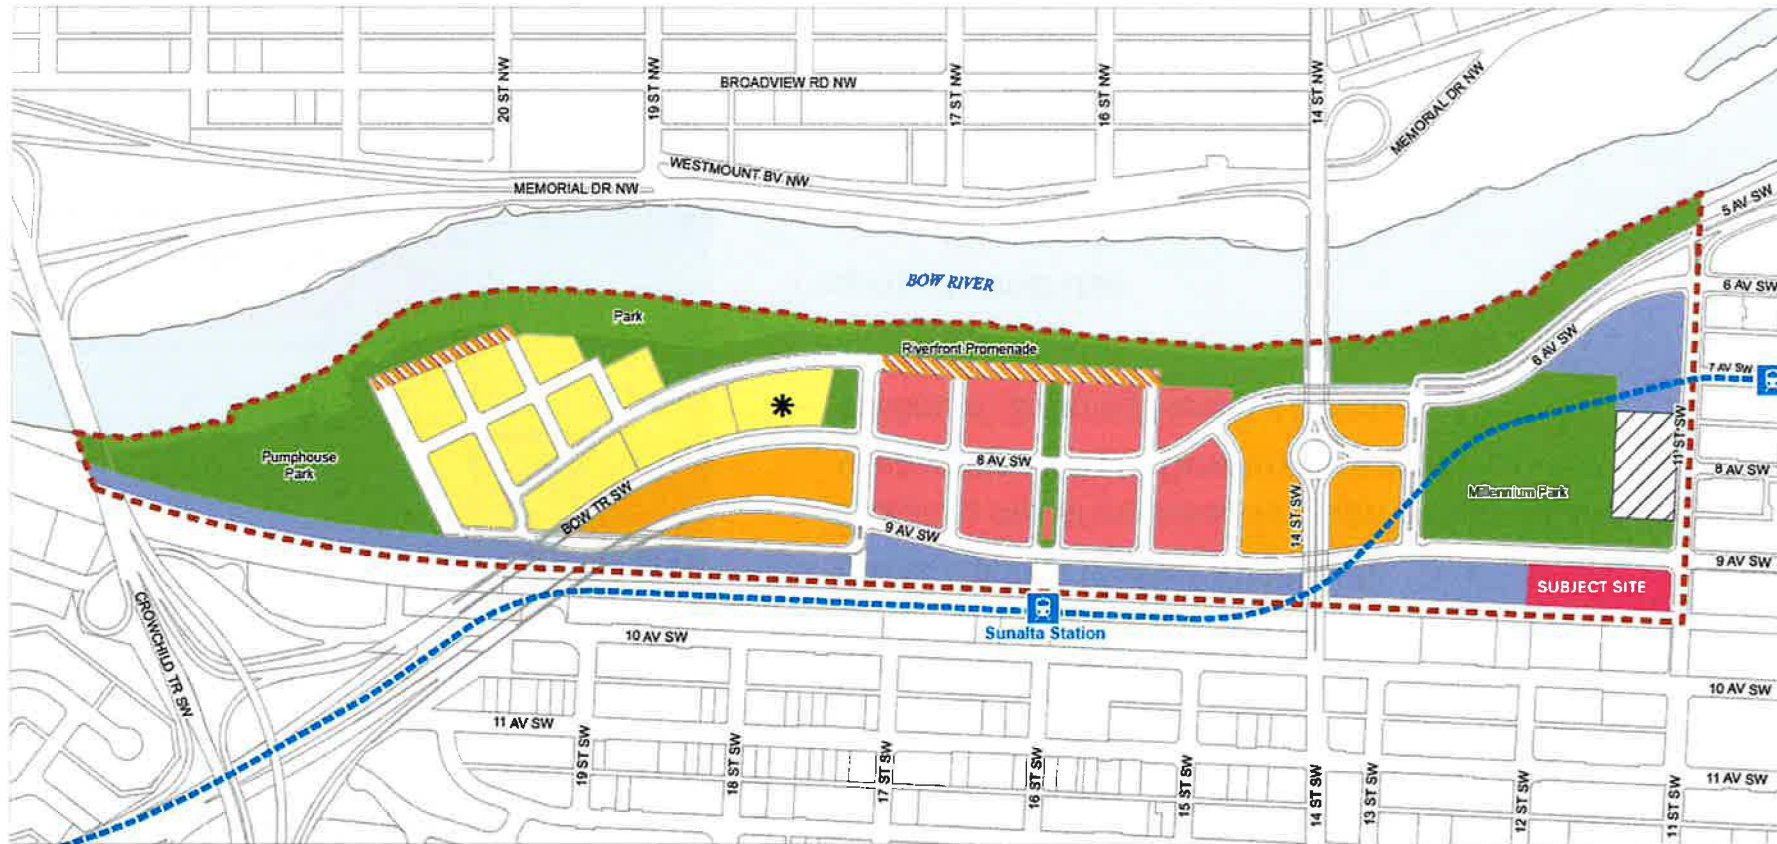 20 ST NW
19 ST NW
BROADVIEW RD NW
17 ST NW
16 ST NW
14 ST NW
MEMORIAL DR NW
WESTMOUNT BV NW
MEMORIAL DR NW
5 AV SW
BOW RIVER
6 AV SW
Park
Riverfront Promenade
6 AV SW
7 AV SW
11 ST SW
Pumphouse
Park
8 AV SW
8 AV SW
Millennium Park
BOW TR SW
14 ST SW
9 AV SW
9 AV SW
SUBJECT SITE
CROWCHILD TR SW
Sunalta Station
10 AV SW
10 AV SW
11 AV SW
11 AV SW
19 ST SW
18 ST SW
17 ST SW
16 ST SW
15 ST SW
14 ST SW
13 ST SW
12 ST SW
11 ST SW